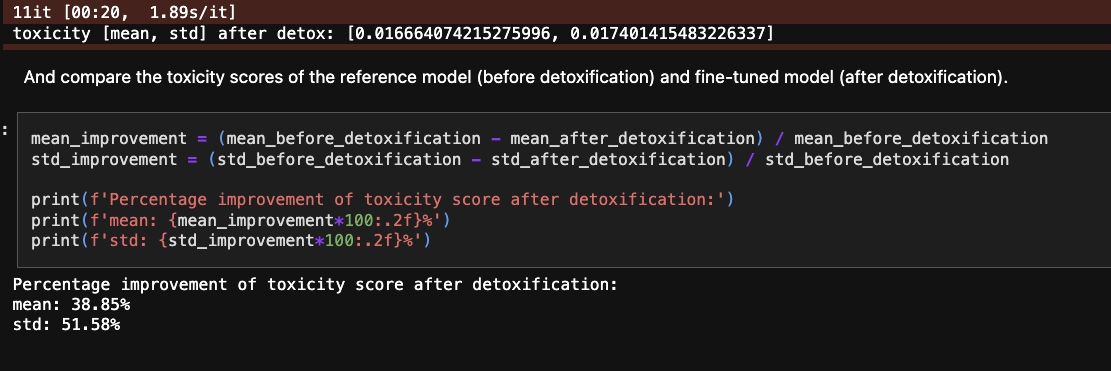 11it [00:20,  1.89s/it]
toxicity [mean, std] after detox: [0.016664074215275996, 0.017401415483226337]
And compare the toxicity scores of the reference model (before detoxification) and fine-tuned model (after detoxification).
:
mean_improvement = (mean_before_detoxification - mean_after_detoxification) / mean_before_detoxification
std_improvement = (std_before_detoxification - std_after_detoxification) / std_before_detoxification
print(f'Percentage improvement of toxicity score after detoxification:')
print(f'mean: {mean_improvement*100:.2f}%')
print(f'std: {std_improvement*100:.2f}%')
Percentage improvement of toxicity score after detoxification:
mean: 38.85%
std: 51.58%